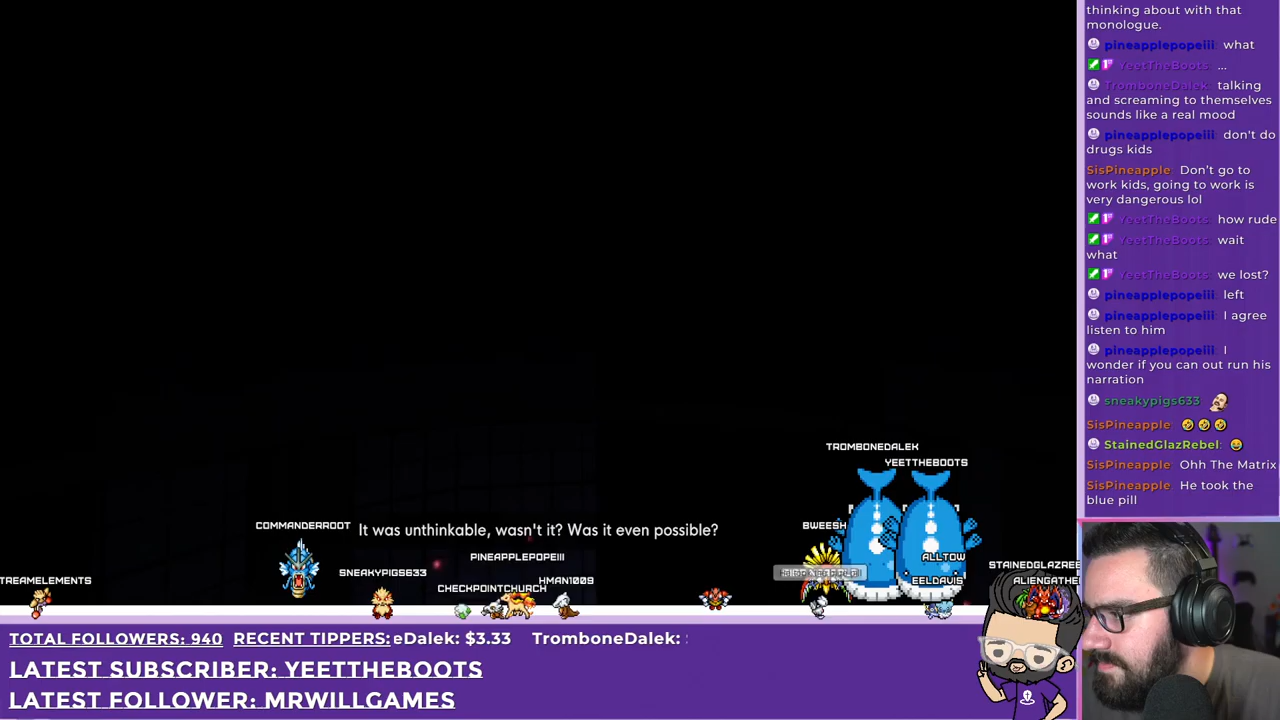 thinking about with that
monologue.
pineapplepopeiii: what
YeetTheBoots: ...
TromboneDalek: talking
and screaming to themselves
sounds like a real mood
pineapplepopeiii: don't do
drugs kids
SisPineapple: Don't go to
work kids, going to work is
very dangerous lol
YeetTheBoots: how rude
YeetTheBoots: wait
what
YeetTheBoots: we lost?
pineapplepopeiii: left
pineapplepopeiii: I agree
listen to him
pineapplepopeiii: I
wonder if you can out run his
narration
sneakypigs633:
SisPineapple: 🤣 🤣 🤣
StainedGlazRebel: 😂
SisPineapple: Ohh The Matrix
SisPineapple: He took the
blue pill
TROMBONEDALEK
YEETTHEBOOTS
COMMANDERROOT
It was unthinkable, wasn't it? Was it even possible?
BWEESH
PINEAPPLEPOPEIII
ALLTOW
STAINEDGLAZREE
SNEAKYPIGS633
TREAMELEMENTS
HMAN1009
EELDAVIS
ALIENGATHE
CHECKPOINTCHURCH
TOTAL FOLLOWERS: 940 RECENT TIPPERS: eDalek: $3.33 TromboneDalek:
LATEST SUBSCRIBER: YEETTHEBOOTS
LATEST FOLLOWER: MRWILLGAMES